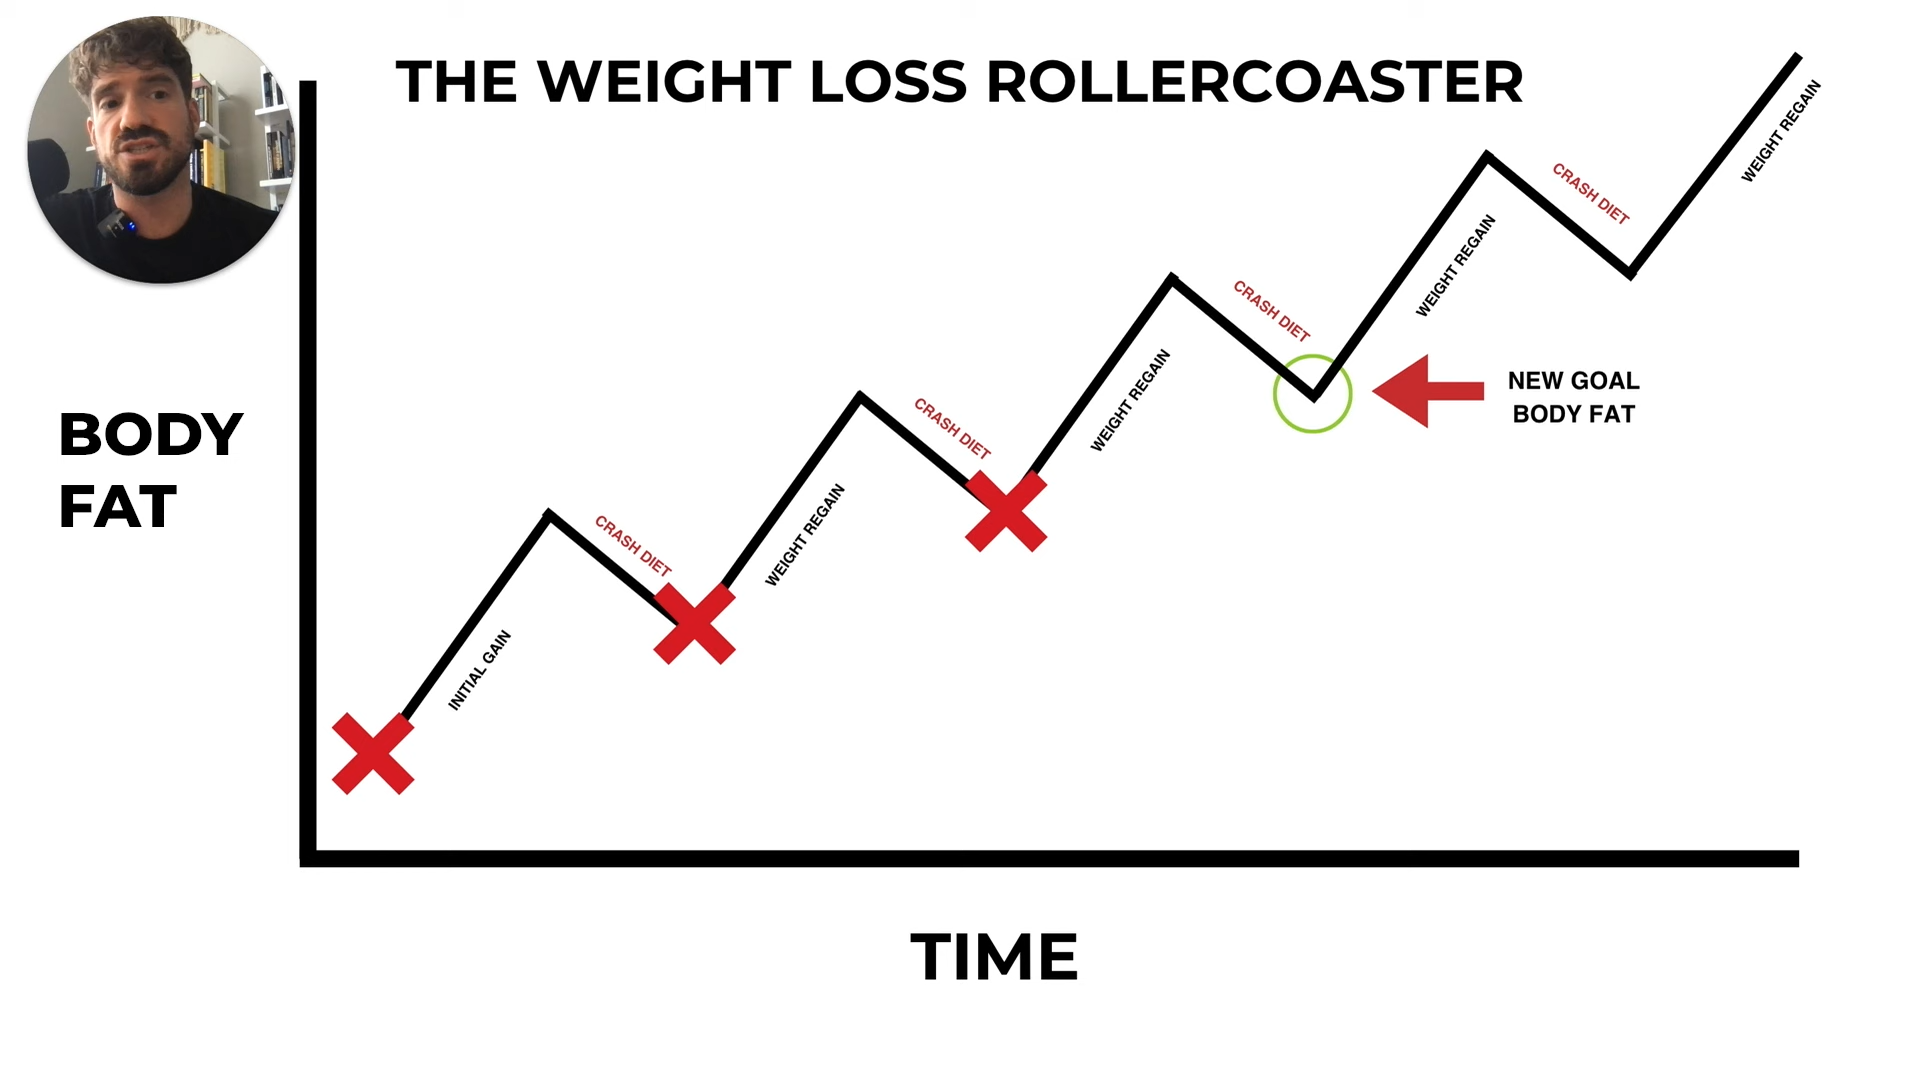 THE WEIGHT LOSS ROLLERCOASTER
BODY
FAT
INITIAL GAIN
CRASH DIET
WEIGHT REGAIN
CRASH DIET
WEIGHT REGAIN
CRASH DIET
WEIGHT REGAIN
CRASH DIET
WEIGHT REGAIN
NEW GOAL
BODY FAT
TIME